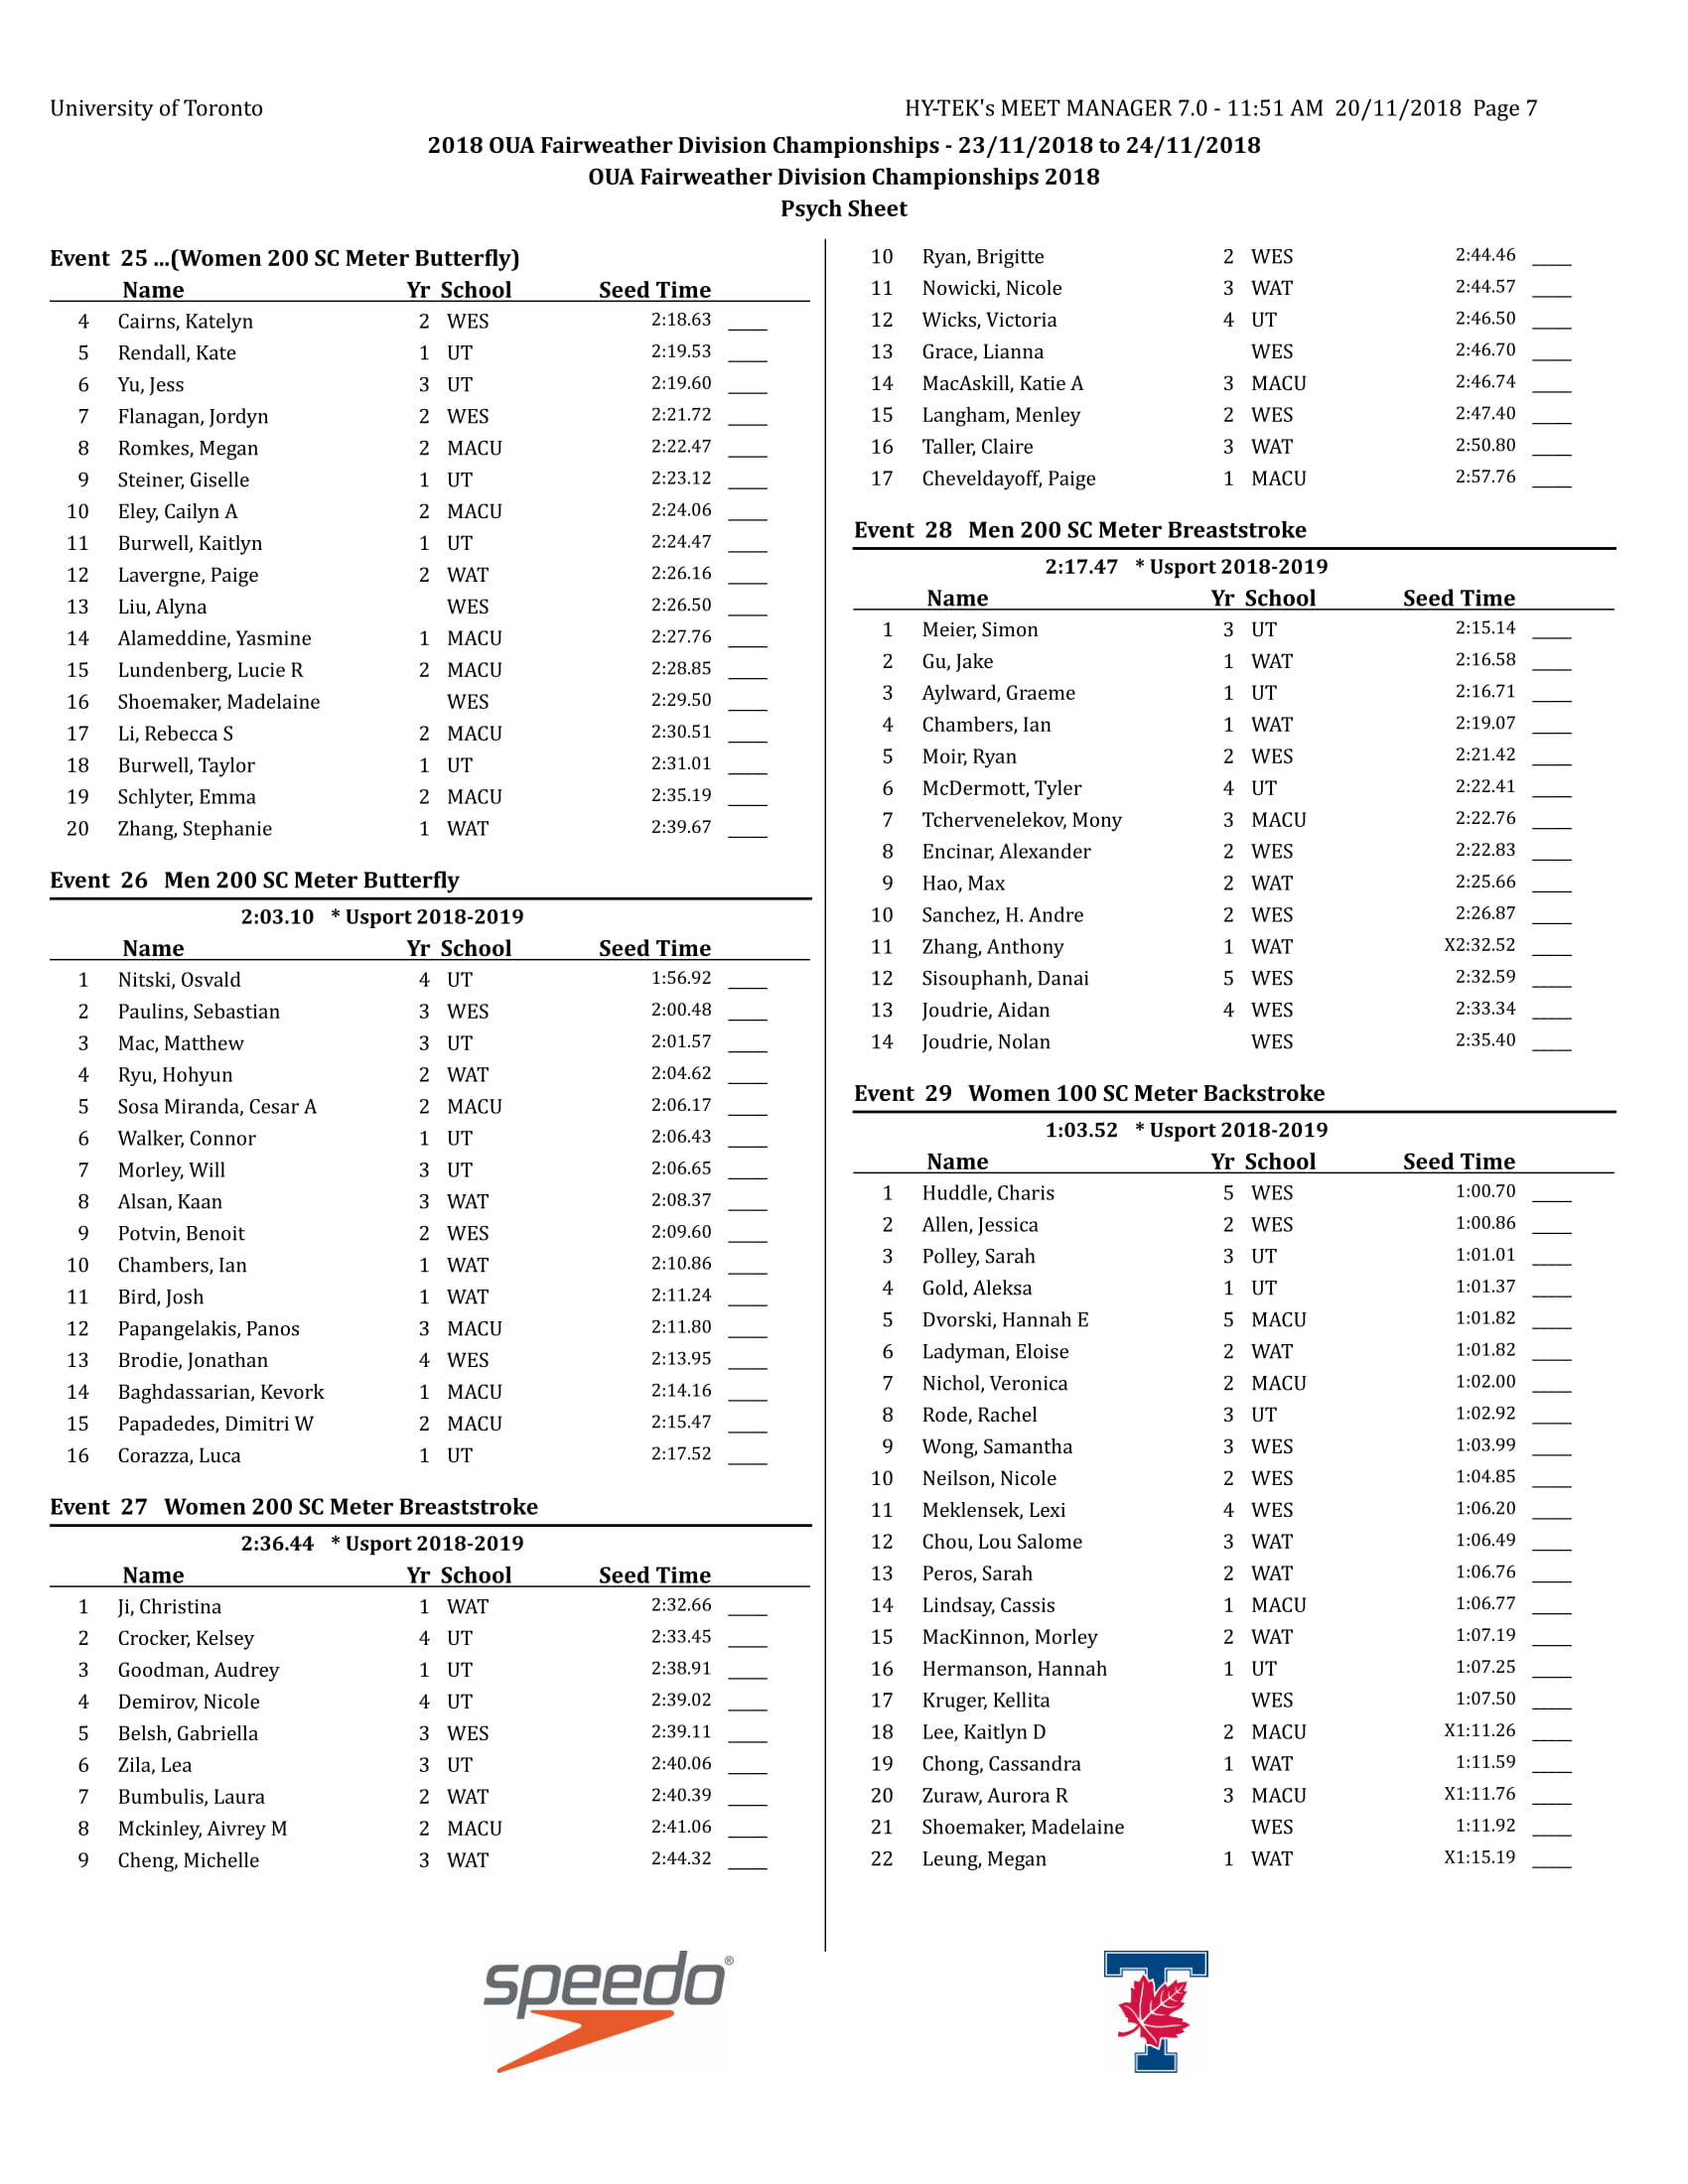 University of Toronto HY-TEK's MEET MANAGER 7.0 - 11:51 AM 20/11/2018 Page 7
2018 OUA Fairweather Division Championships - 23/11/2018 to 24/11/2018
OUA Fairweather Division Championships 2018
Psych Sheet
Event 25 ...(Women 200 SC Meter Butterfly)
Name Yr School Seed Time
4 Cairns, Katelyn 2 WES 2:18.63 ____
5 Rendall, Kate 1 UT 2:19.53 ____
6 Yu, Jess 3 UT 2:19.60 ____
7 Flanagan, Jordyn 2 WES 2:21.72 ____
8 Romkes, Megan 2 MACU 2:22.47 ____
9 Steiner, Giselle 1 UT 2:23.12 ____
10 Eley, Cailyn A 2 MACU 2:24.06 ____
11 Burwell, Kaitlyn 1 UT 2:24.47 ____
12 Lavergne, Paige 2 WAT 2:26.16 ____
13 Liu, Alyna WES 2:26.50 ____
14 Alameddine, Yasmine 1 MACU 2:27.76 ____
15 Lundenberg, Lucie R 2 MACU 2:28.85 ____
16 Shoemaker, Madelaine WES 2:29.50 ____
17 Li, Rebecca S 2 MACU 2:30.51 ____
18 Burwell, Taylor 1 UT 2:31.01 ____
19 Schlyter, Emma 2 MACU 2:35.19 ____
20 Zhang, Stephanie 1 WAT 2:39.67 ____
Event 26 Men 200 SC Meter Butterfly
2:03.10 * Usport 2018-2019
Name Yr School Seed Time
1 Nitski, Osvald 4 UT 1:56.92 ____
2 Paulins, Sebastian 3 WES 2:00.48 ____
3 Mac, Matthew 3 UT 2:01.57 ____
4 Ryu, Hohyun 2 WAT 2:04.62 ____
5 Sosa Miranda, Cesar A 2 MACU 2:06.17 ____
6 Walker, Connor 1 UT 2:06.43 ____
7 Morley, Will 3 UT 2:06.65 ____
8 Alsan, Kaan 3 WAT 2:08.37 ____
9 Potvin, Benoit 2 WES 2:09.60 ____
10 Chambers, Ian 1 WAT 2:10.86 ____
11 Bird, Josh 1 WAT 2:11.24 ____
12 Papangelakis, Panos 3 MACU 2:11.80 ____
13 Brodie, Jonathan 4 WES 2:13.95 ____
14 Baghdassarian, Kevork 1 MACU 2:14.16 ____
15 Papadedes, Dimitri W 2 MACU 2:15.47 ____
16 Corazza, Luca 1 UT 2:17.52 ____
Event 27 Women 200 SC Meter Breaststroke
2:36.44 * Usport 2018-2019
Name Yr School Seed Time
1 Ji, Christina 1 WAT 2:32.66 ____
2 Crocker, Kelsey 4 UT 2:33.45 ____
3 Goodman, Audrey 1 UT 2:38.91 ____
4 Demirov, Nicole 4 UT 2:39.02 ____
5 Belsh, Gabriella 3 WES 2:39.11 ____
6 Zila, Lea 3 UT 2:40.06 ____
7 Bumbulis, Laura 2 WAT 2:40.39 ____
8 Mckinley, Aivrey M 2 MACU 2:41.06 ____
9 Cheng, Michelle 3 WAT 2:44.32 ____
10 Ryan, Brigitte 2 WES 2:44.46 ____
11 Nowicki, Nicole 3 WAT 2:44.57 ____
12 Wicks, Victoria 4 UT 2:46.50 ____
13 Grace, Lianna WES 2:46.70 ____
14 MacAskill, Katie A 3 MACU 2:46.74 ____
15 Langham, Menley 2 WES 2:47.40 ____
16 Taller, Claire 3 WAT 2:50.80 ____
17 Cheveldayoff, Paige 1 MACU 2:57.76 ____
Event 28 Men 200 SC Meter Breaststroke
2:17.47 * Usport 2018-2019
Name Yr School Seed Time
1 Meier, Simon 3 UT 2:15.14 ____
2 Gu, Jake 1 WAT 2:16.58 ____
3 Aylward, Graeme 1 UT 2:16.71 ____
4 Chambers, Ian 1 WAT 2:19.07 ____
5 Moir, Ryan 2 WES 2:21.42 ____
6 McDermott, Tyler 4 UT 2:22.41 ____
7 Tchervenelekov, Mony 3 MACU 2:22.76 ____
8 Encinar, Alexander 2 WES 2:22.83 ____
9 Hao, Max 2 WAT 2:25.66 ____
10 Sanchez, H. Andre 2 WES 2:26.87 ____
11 Zhang, Anthony 1 WAT X2:32.52 ____
12 Sisouphanh, Danai 5 WES 2:32.59 ____
13 Joudrie, Aidan 4 WES 2:33.34 ____
14 Joudrie, Nolan WES 2:35.40 ____
Event 29 Women 100 SC Meter Backstroke
1:03.52 * Usport 2018-2019
Name Yr School Seed Time
1 Huddle, Charis 5 WES 1:00.70 ____
2 Allen, Jessica 2 WES 1:00.86 ____
3 Polley, Sarah 3 UT 1:01.01 ____
4 Gold, Aleksa 1 UT 1:01.37 ____
5 Dvorski, Hannah E 5 MACU 1:01.82 ____
6 Ladyman, Eloise 2 WAT 1:01.82 ____
7 Nichol, Veronica 2 MACU 1:02.00 ____
8 Rode, Rachel 3 UT 1:02.92 ____
9 Wong, Samantha 3 WES 1:03.99 ____
10 Neilson, Nicole 2 WES 1:04.85 ____
11 Meklensek, Lexi 4 WES 1:06.20 ____
12 Chou, Lou Salome 3 WAT 1:06.49 ____
13 Peros, Sarah 2 WAT 1:06.76 ____
14 Lindsay, Cassis 1 MACU 1:06.77 ____
15 MacKinnon, Morley 2 WAT 1:07.19 ____
16 Hermanson, Hannah 1 UT 1:07.25 ____
17 Kruger, Kellita WES 1:07.50 ____
18 Lee, Kaitlyn D 2 MACU X1:11.26 ____
19 Chong, Cassandra 1 WAT 1:11.59 ____
20 Zuraw, Aurora R 3 MACU X1:11.76 ____
21 Shoemaker, Madelaine WES 1:11.92 ____
22 Leung, Megan 1 WAT X1:15.19 ____
speedo®
T